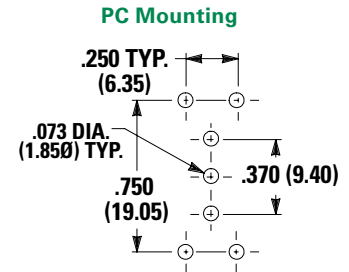 PC Mounting
.250 TYP.
(6.35)
.073 DIA.
(1.85Ø) TYP.
.370 (9.40)
.750
(19.05)